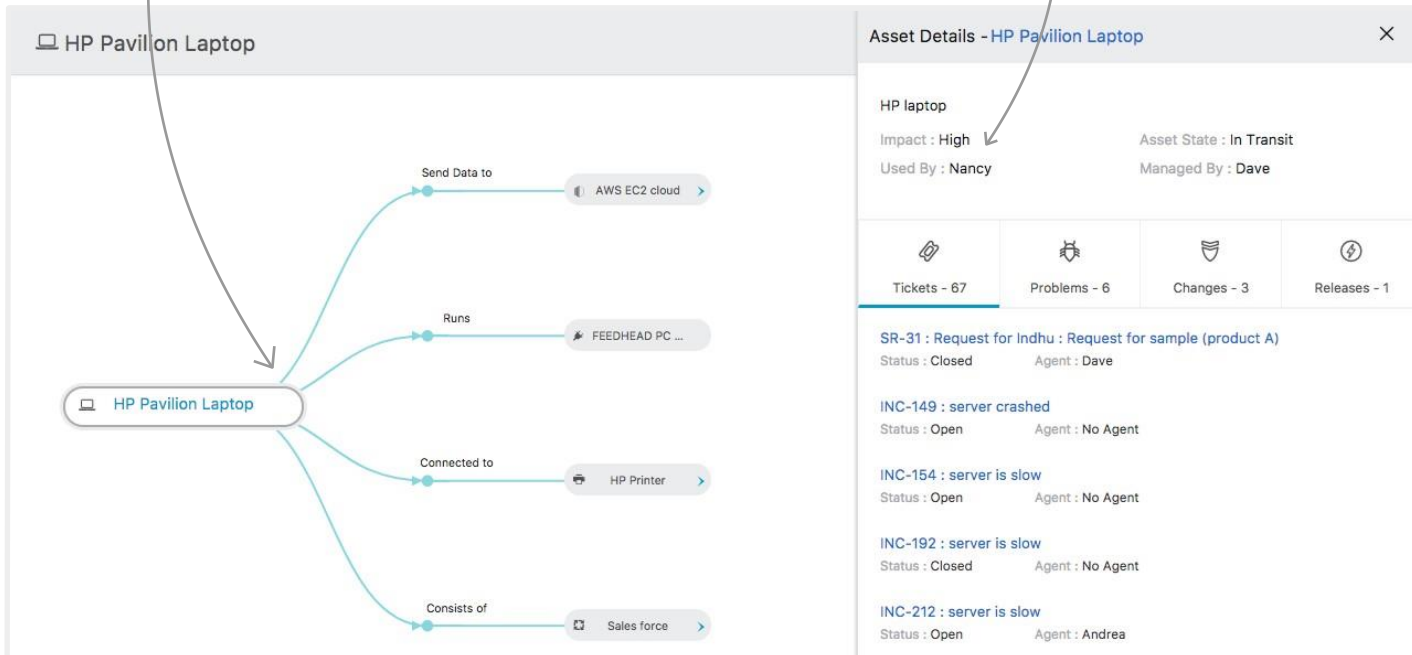 HP Pavilion Laptop
Send Data to
AWS EC2 cloud
Runs
FEEDHEAD PC ...
HP Pavilion Laptop
Connected to
HP Printer
Consists of
Sales force
Asset Details - HP Pavilion Laptop
HP laptop
Impact : High Asset State : In Transit
Used By : Nancy Managed By : Dave
Tickets - 67 Problems - 6 Changes - 3 Releases - 1
SR-31 : Request for Indhu : Request for sample (product A)
Status : Closed Agent : Dave
INC-149 : server crashed
Status : Open Agent : No Agent
INC-154 : server is slow
Status : Open Agent : No Agent
INC-192 : server is slow
Status : Closed Agent : No Agent
INC-212 : server is slow
Status : Open Agent : Andrea